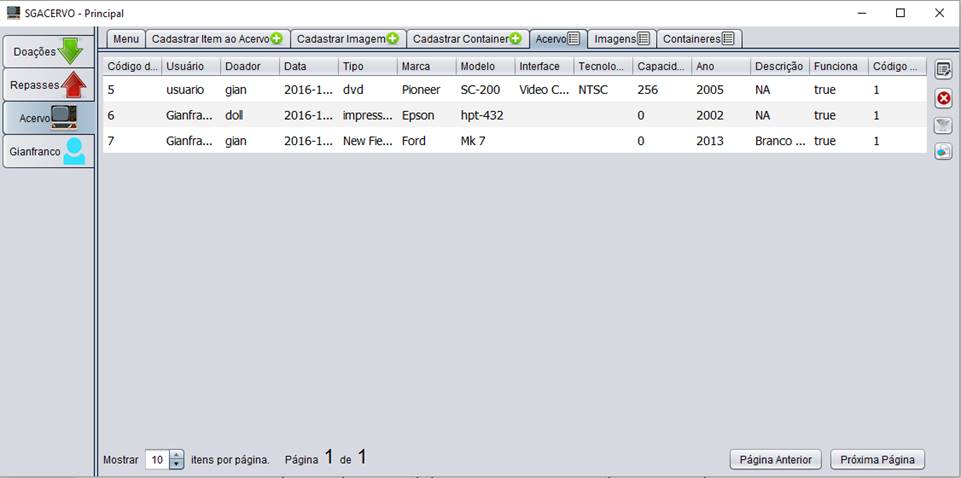 SGACERVO - Principal
Doações
Repasses
Acervo
Gianfranco
Menu Cadastrar Item ao Acervo Cadastrar Imagem Cadastrar Container Acervo Imagens Containeres
Código d... Usuário Doador Data Tipo Marca Modelo Interface Tecnolo... Capacid... Ano Descrição Funciona Código ...
5 usuario gian 2016-1... dvd Pioneer SC-200 Video C... NTSC 256 2005 NA true 1
6 Gianfra... doll 2016-1... impress... Epson hpt-432 0 2002 NA true 1
7 Gianfra... gian 2016-1... New Fie... Ford Mk 7 0 2013 Branco ... true 1
Mostrar 10 itens por página. Página 1 de 1 Página Anterior Próxima Página